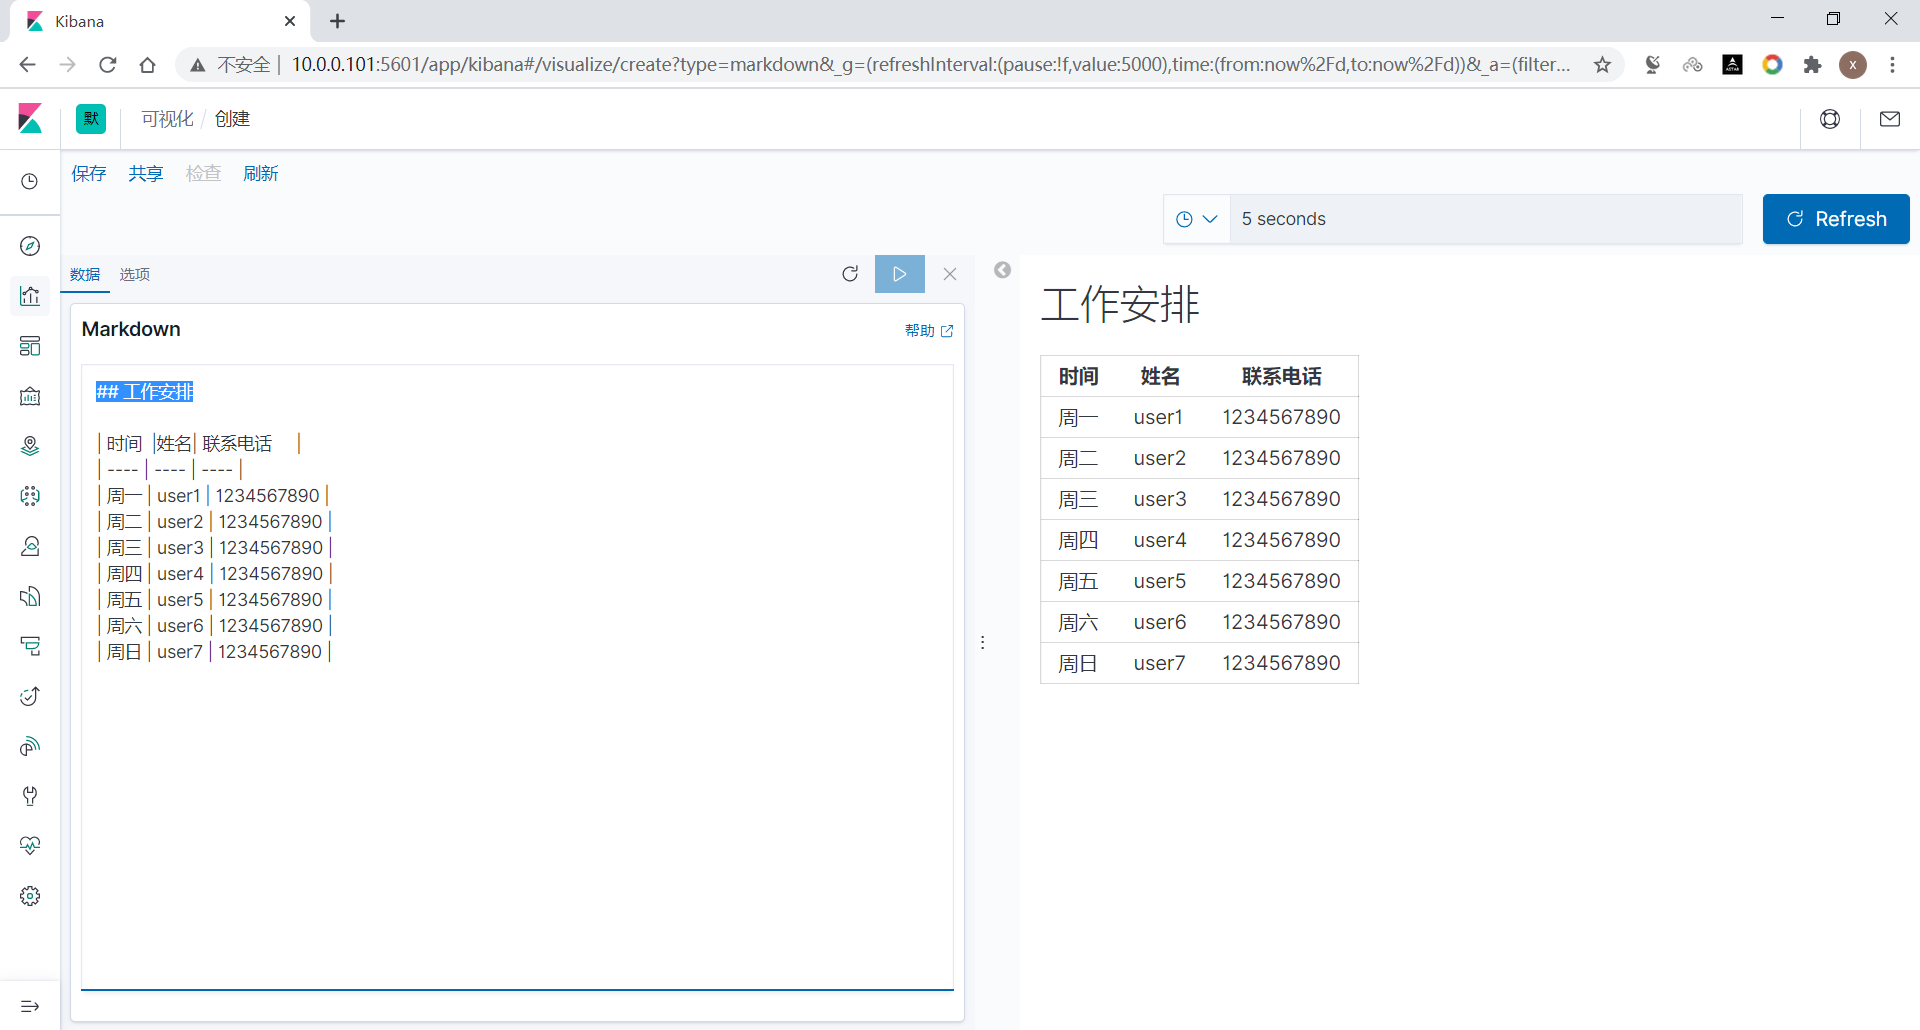 Kibana
不安全 | 10.0.0.101:5601/app/kibana#/visualize/create?type=markdown&_g=(refreshInterval:(pause:!f,value:5000),time:(from:now%2Fd,to:now%2Fd))&_a=(filter...
X
默 可视化 / 创建
保存 共享 检查 刷新
5 seconds Refresh
数据 选项
Markdown 帮助
## 工作安排
| 时间 |姓名| 联系电话 |
| ---- | ---- | ---- |
| 周一 | user1 | 1234567890 |
| 周二 | user2 | 1234567890 |
| 周三 | user3 | 1234567890 |
| 周四 | user4 | 1234567890 |
| 周五 | user5 | 1234567890 |
| 周六 | user6 | 1234567890 |
| 周日 | user7 | 1234567890 |
工作安排
时间 姓名 联系电话
周一 user1 1234567890
周二 user2 1234567890
周三 user3 1234567890
周四 user4 1234567890
周五 user5 1234567890
周六 user6 1234567890
周日 user7 1234567890